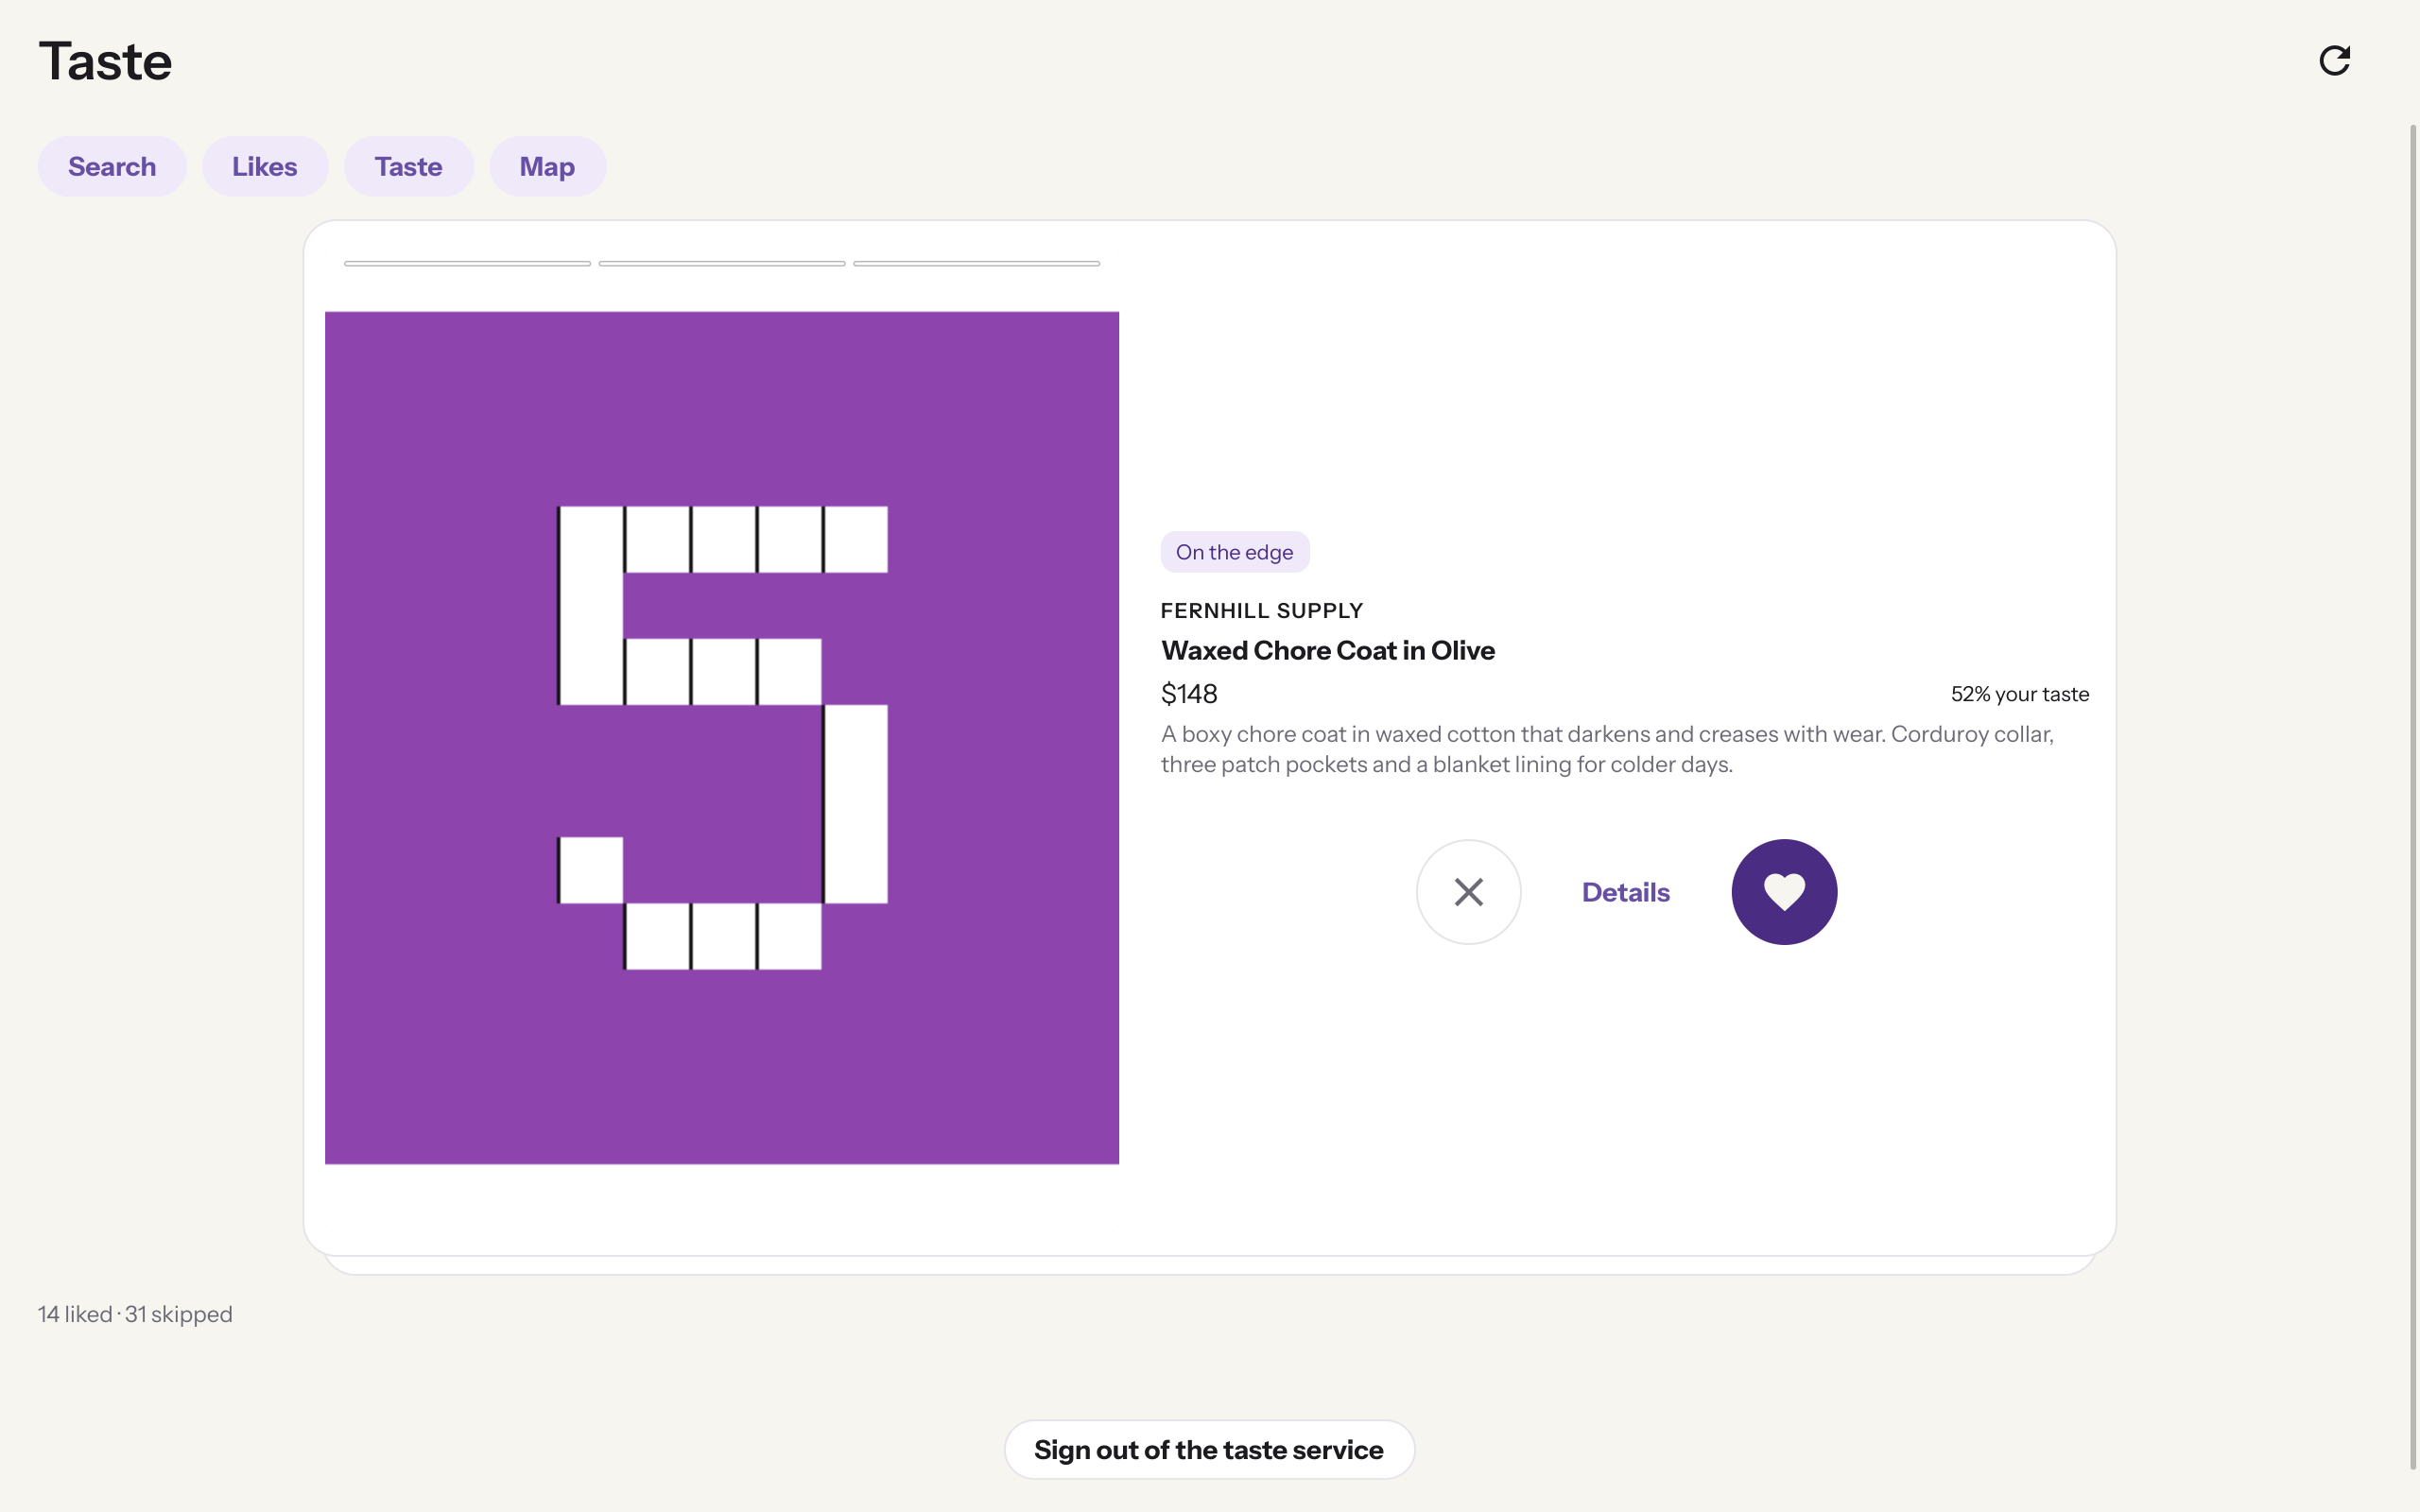 Taste
Search
Likes
Taste
Map
5
On the edge
FERNHILL SUPPLY
Waxed Chore Coat in Olive
$148
52% your taste
A boxy chore coat in waxed cotton that darkens and creases with wear. Corduroy collar,
three patch pockets and a blanket lining for colder days.
Details
14 liked · 31 skipped
Sign out of the taste service